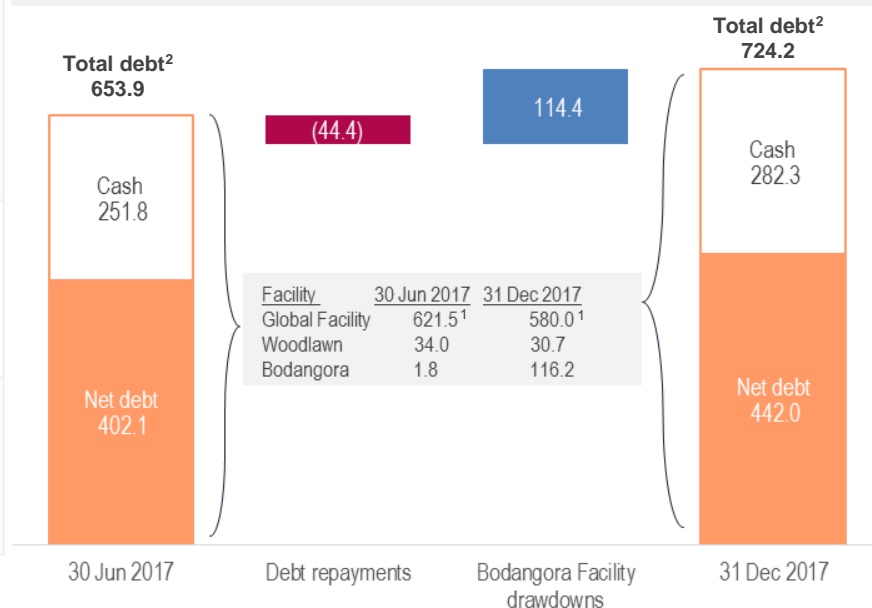 Total debt²
653.9
Total debt²
724.2
(44.4)
114.4
Cash
251.8
Cash
282.3
Facility 30 Jun 2017 31 Dec 2017
Global Facility 621.5¹ 580.0¹
Woodlawn 34.0 30.7
Bodangora 1.8 116.2
Net debt
402.1
Net debt
442.0
30 Jun 2017
Debt repayments
Bodangora Facility
drawdowns
31 Dec 2017